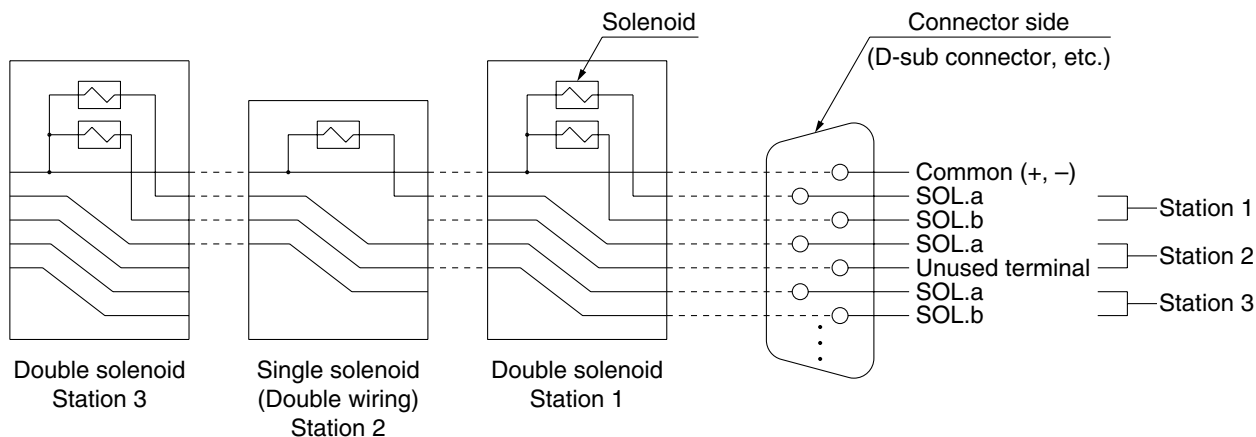 Solenoid
Connector side
(D-sub connector, etc.)
Common (+, –)
SOL.a
SOL.b
Station 1
SOL.a
Unused terminal
Station 2
SOL.a
SOL.b
Station 3
Double solenoid
Station 3
Single solenoid
(Double wiring)
Station 2
Double solenoid
Station 1